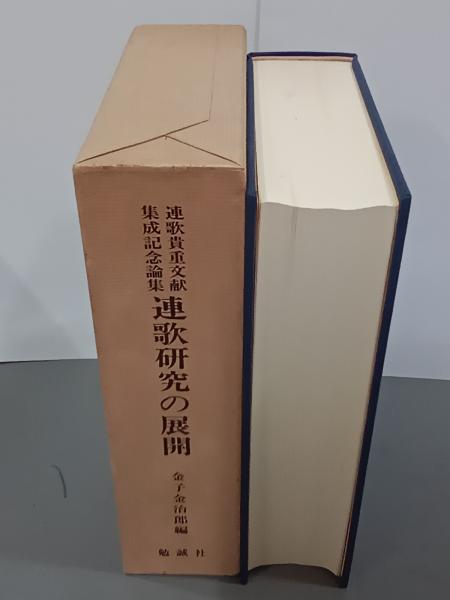 連歌貴重文献
集成記念論集
連歌研究の展開
金子金治郎編
勉誠社